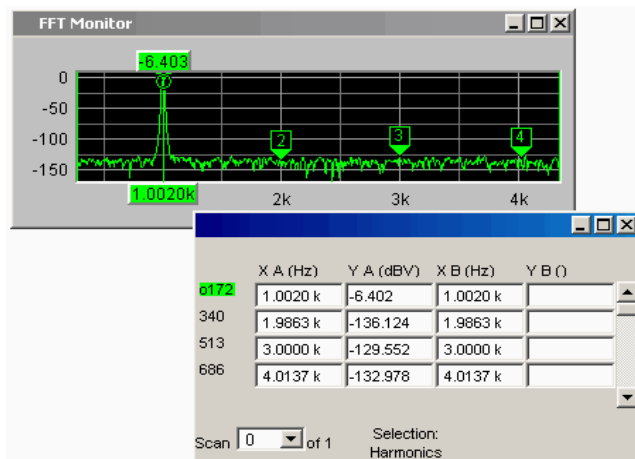 FFT Monitor
-6.403
0
-50
-100
-150
2
3
4
1.0020k
2k
3k
4k
X A (Hz) Y A (dBV) X B (Hz) Y B ()
o172 1.0020 k -6.402 1.0020 k
340 1.9863 k -136.124 1.9863 k
513 3.0000 k -129.552 3.0000 k
686 4.0137 k -132.978 4.0137 k
Scan 0 of 1 Selection:
Harmonics